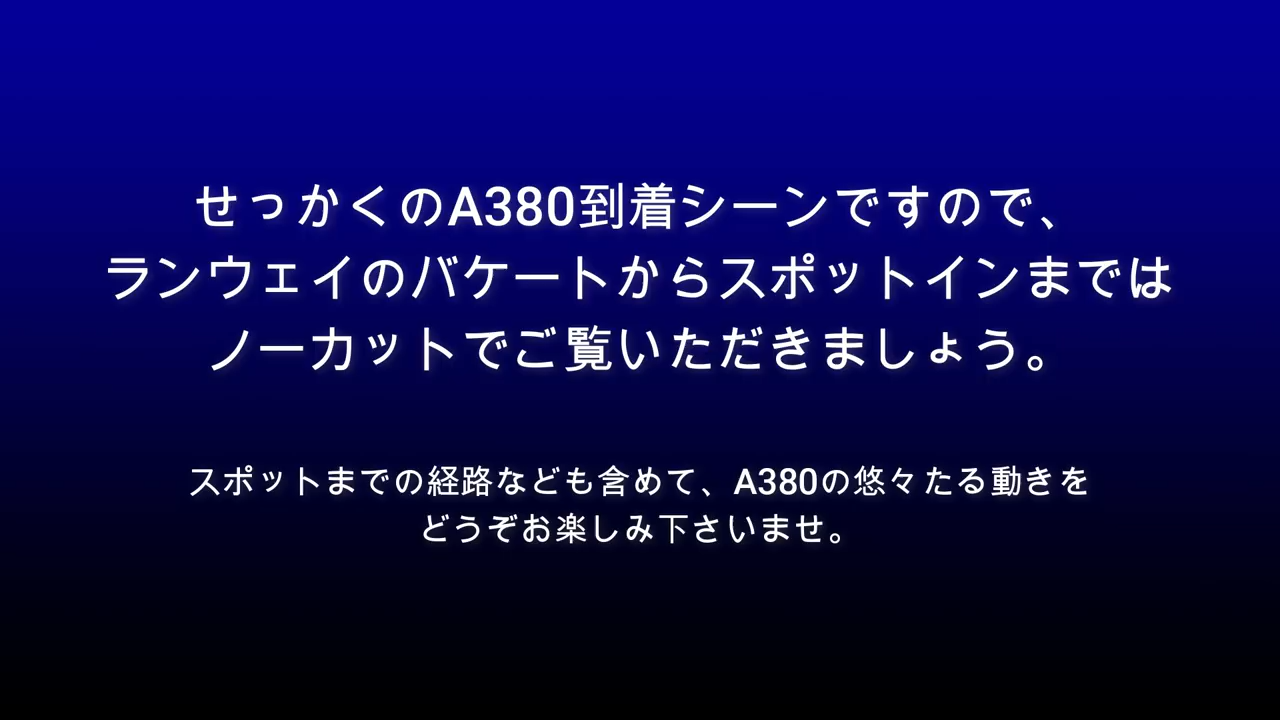 せっかくのA380到着シーンですので、
ランウェイのバケートからスポットインまでは
ノーカットでご覧いただきましょう。
スポットまでの経路なども含めて、A380の悠々たる動きを
どうぞお楽しみ下さいませ。